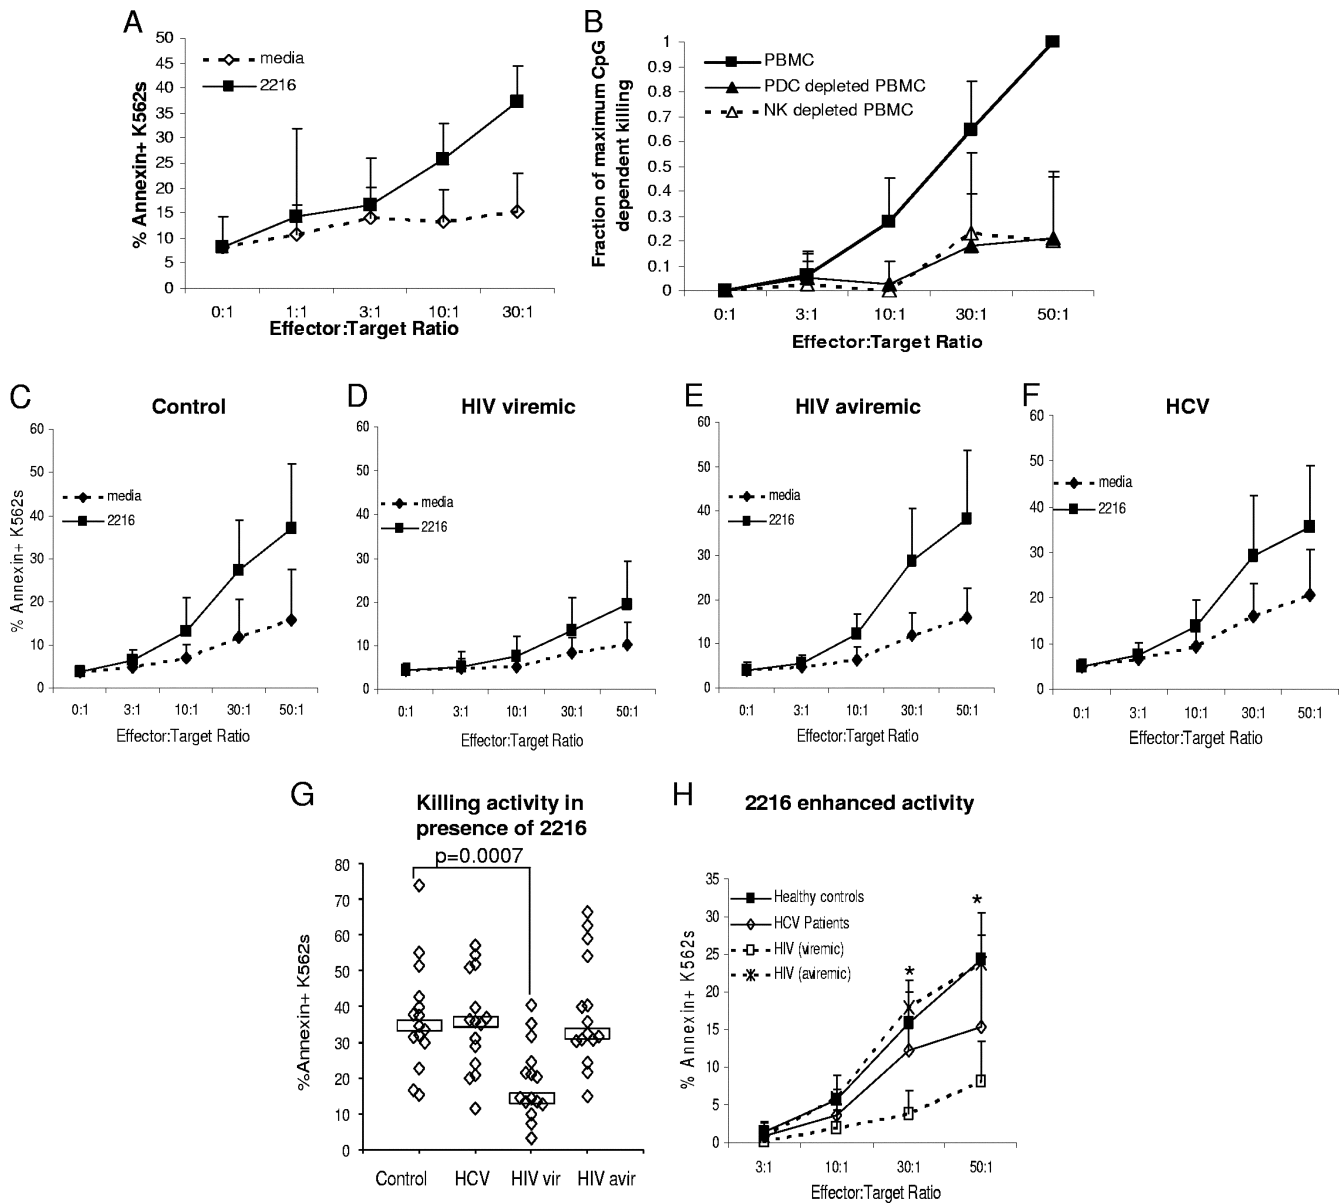 A
50
45
40
35
30
25
20
15
10
5
0
% Annexin+ K562s
media
2216
0:1 1:1 3:1 10:1 30:1
Effector:Target Ratio
B
1
0.9
0.8
0.7
0.6
0.5
0.4
0.3
0.2
0.1
0
Fraction of maximum CpG
dependent killing
PBMC
PDC depleted PBMC
NK depleted PBMC
0:1 3:1 10:1 30:1 50:1
Effector:Target Ratio
C
Control
60
50
40
30
20
10
0
% Annexin+ K562s
media
2216
0:1 3:1 10:1 30:1 50:1
Effector:Target Ratio
D
HIV viremic
60
50
40
30
20
10
0
media
2216
0:1 3:1 10:1 30:1 50:1
Effector:Target Ratio
E
HIV aviremic
60
50
40
30
20
10
0
media
2216
0:1 3:1 10:1 30:1 50:1
Effector:Target Ratio
F
HCV
60
50
40
30
20
10
0
media
2216
0:1 3:1 10:1 30:1 50:1
Effector:Target Ratio
G
Killing activity in
presence of 2216
p=0.0007
80
70
60
50
40
30
20
10
0
%Annexin+ K562s
Control HCV HIV vir HIV avir
H
2216 enhanced activity
35
30
25
20
15
10
5
0
% Annexin+ K562s
Healthy controls
HCV Patients
HIV (viremic)
HIV (aviremic)
*
*
3:1 10:1 30:1 50:1
Effector:Target Ratio